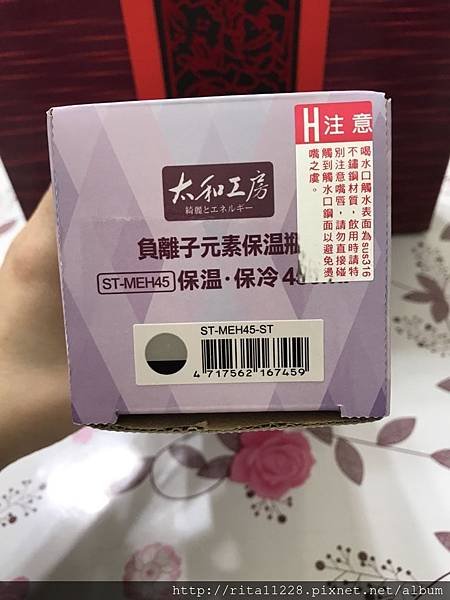 太和工房
綺麗とエネルギー
負離子元素保溫瓶
ST-MEH45 保溫·保冷
ST-MEH45-ST
4 717562 167459
H注意
喝水口觸水表面為sus316
不鏽鋼材質，飲用時請特
別注意嘴唇，請勿直接碰
觸到觸水口鋼面以避免燙
嘴之虞。
http://rita11228.pixnet.net/album